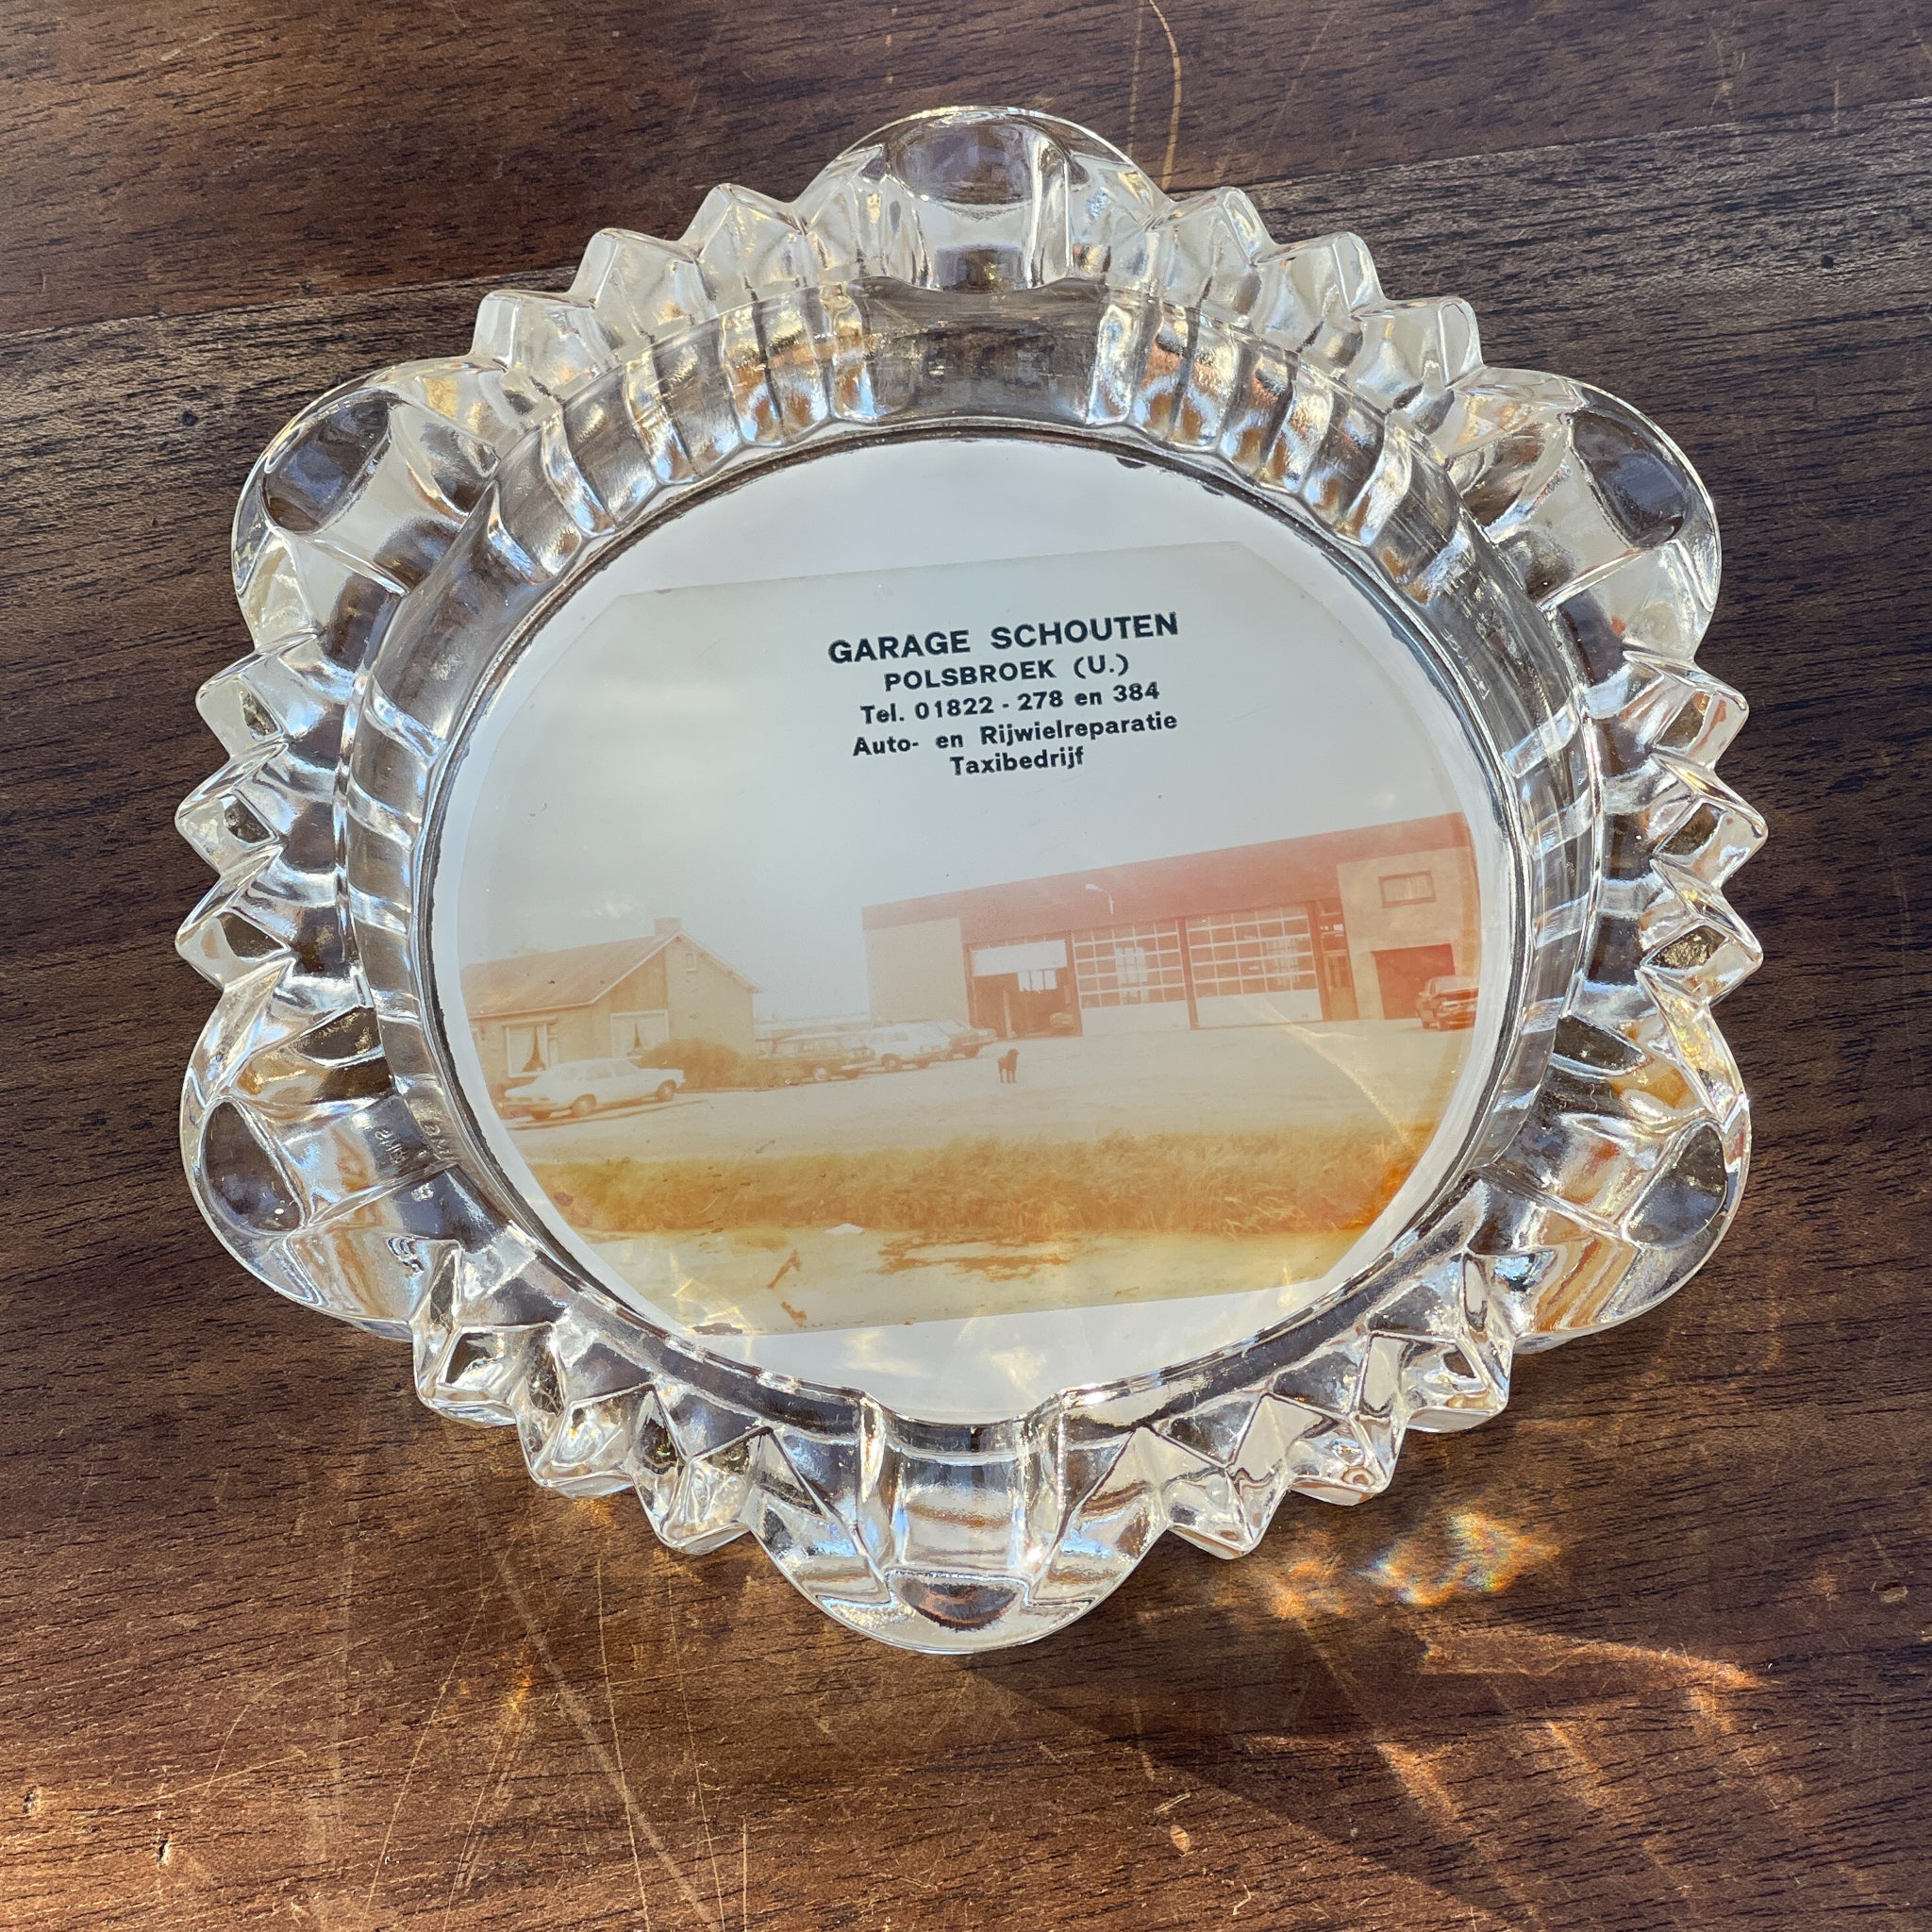 GARAGE SCHOUTEN
POLSBROEK (U.)
Tel. 01822 - 278 en 384
Auto- en Rijwielreparatie
Taxibedrijf